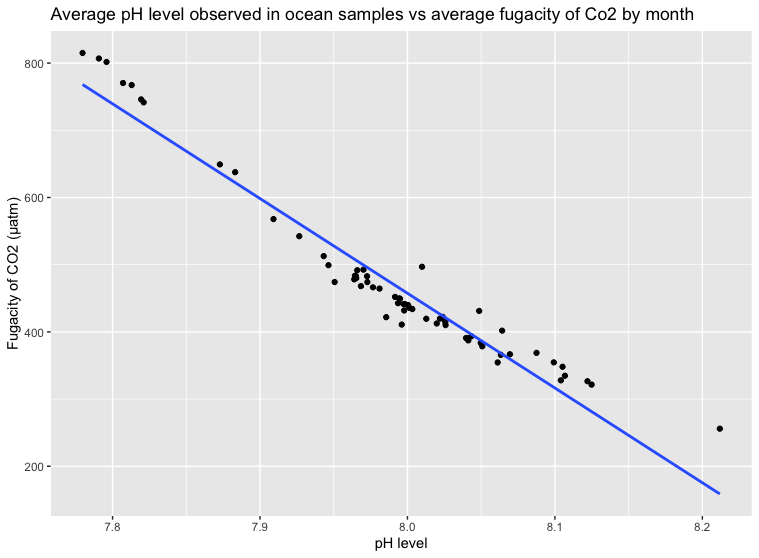 Average pH level observed in ocean samples vs average fugacity of Co2 by month
800
600
400
200
Fugacity of CO2 (µatm)
7.8 7.9 8.0 8.1 8.2
pH level